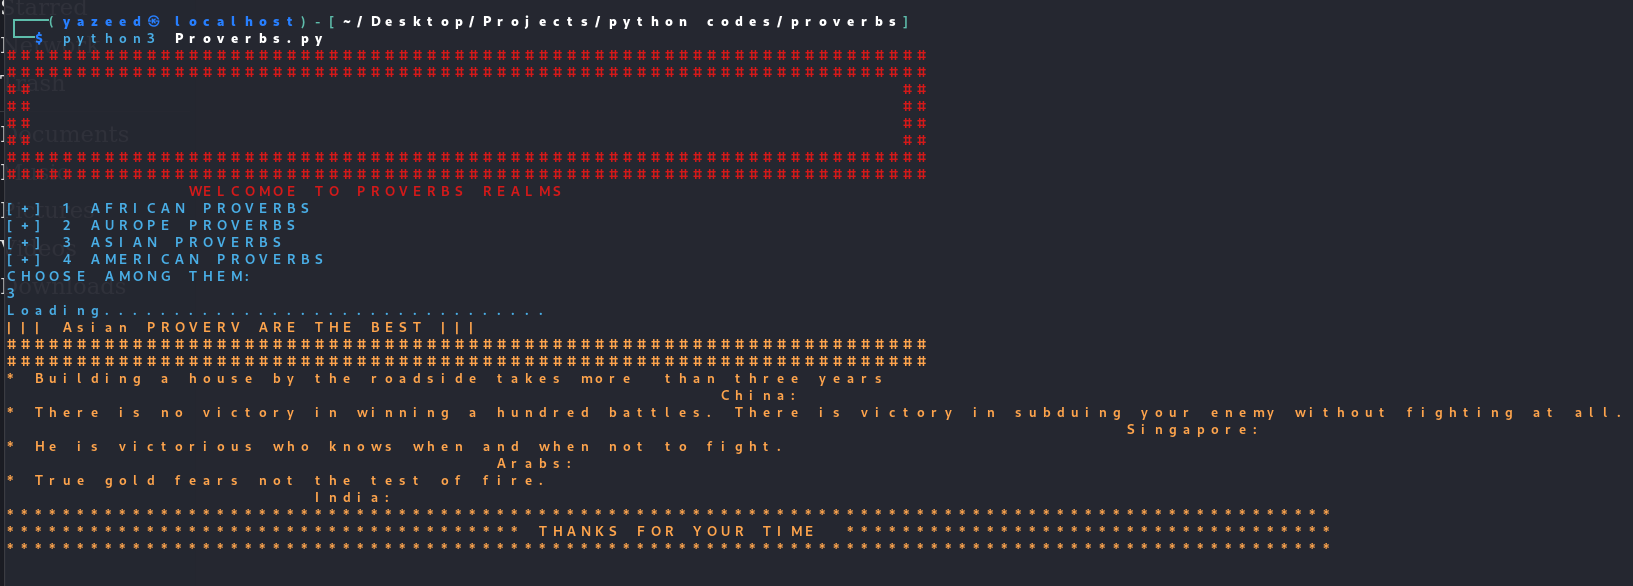 ┌──(yazeed㉿localhost)-[~/Desktop/Projects/python codes/proverbs]
└─$ python3 Proverbs.py
##################################################################
##################################################################
##                                                              ##
##                                                              ##
##                                                              ##
##                                                              ##
##################################################################
##################################################################
WELCOMOE TO PROVERBS REALMS
[+] 1 AFRICAN PROVERBS
[+] 2 AUROPE PROVERBS
[+] 3 ASIAN PROVERBS
[+] 4 AMERICAN PROVERBS
CHOOSE AMONG THEM:
3
Loading................................
||| Asian PROVERV ARE THE BEST |||
##################################################################
##################################################################
* Building a house by the roadside takes more  than three years
China:
* There is no victory in winning a hundred battles. There is victory in subduing your enemy without fighting at all.
Singapore:
* He is victorious who knows when and when not to fight.
Arabs:
* True gold fears not the test of fire.
India:
***********************************************************************************************
************************************* THANKS FOR YOUR TIME  ***********************************
***********************************************************************************************